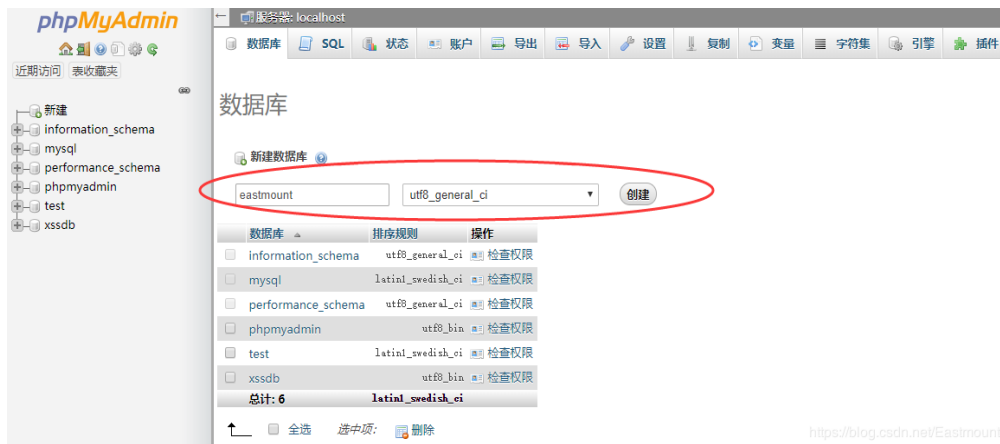 phpMyAdmin
近期访问 表收藏夹
新建
information_schema
mysql
performance_schema
phpmyadmin
test
xssdb
服务器: localhost
数据库 SQL 状态 账户 导出 导入 设置 复制 变量 字符集 引擎 插件
数据库
新建数据库
eastmount utf8_general_ci 创建
数据库 排序规则 操作
information_schema utf8_general_ci 检查权限
mysql latin1_swedish_ci 检查权限
performance_schema utf8_general_ci 检查权限
phpmyadmin utf8_bin 检查权限
test latin1_swedish_ci 检查权限
xssdb utf8_bin 检查权限
总计: 6 latin1_swedish_ci
全选 选中项: 删除
https://blog.csdn.net/Eastmount